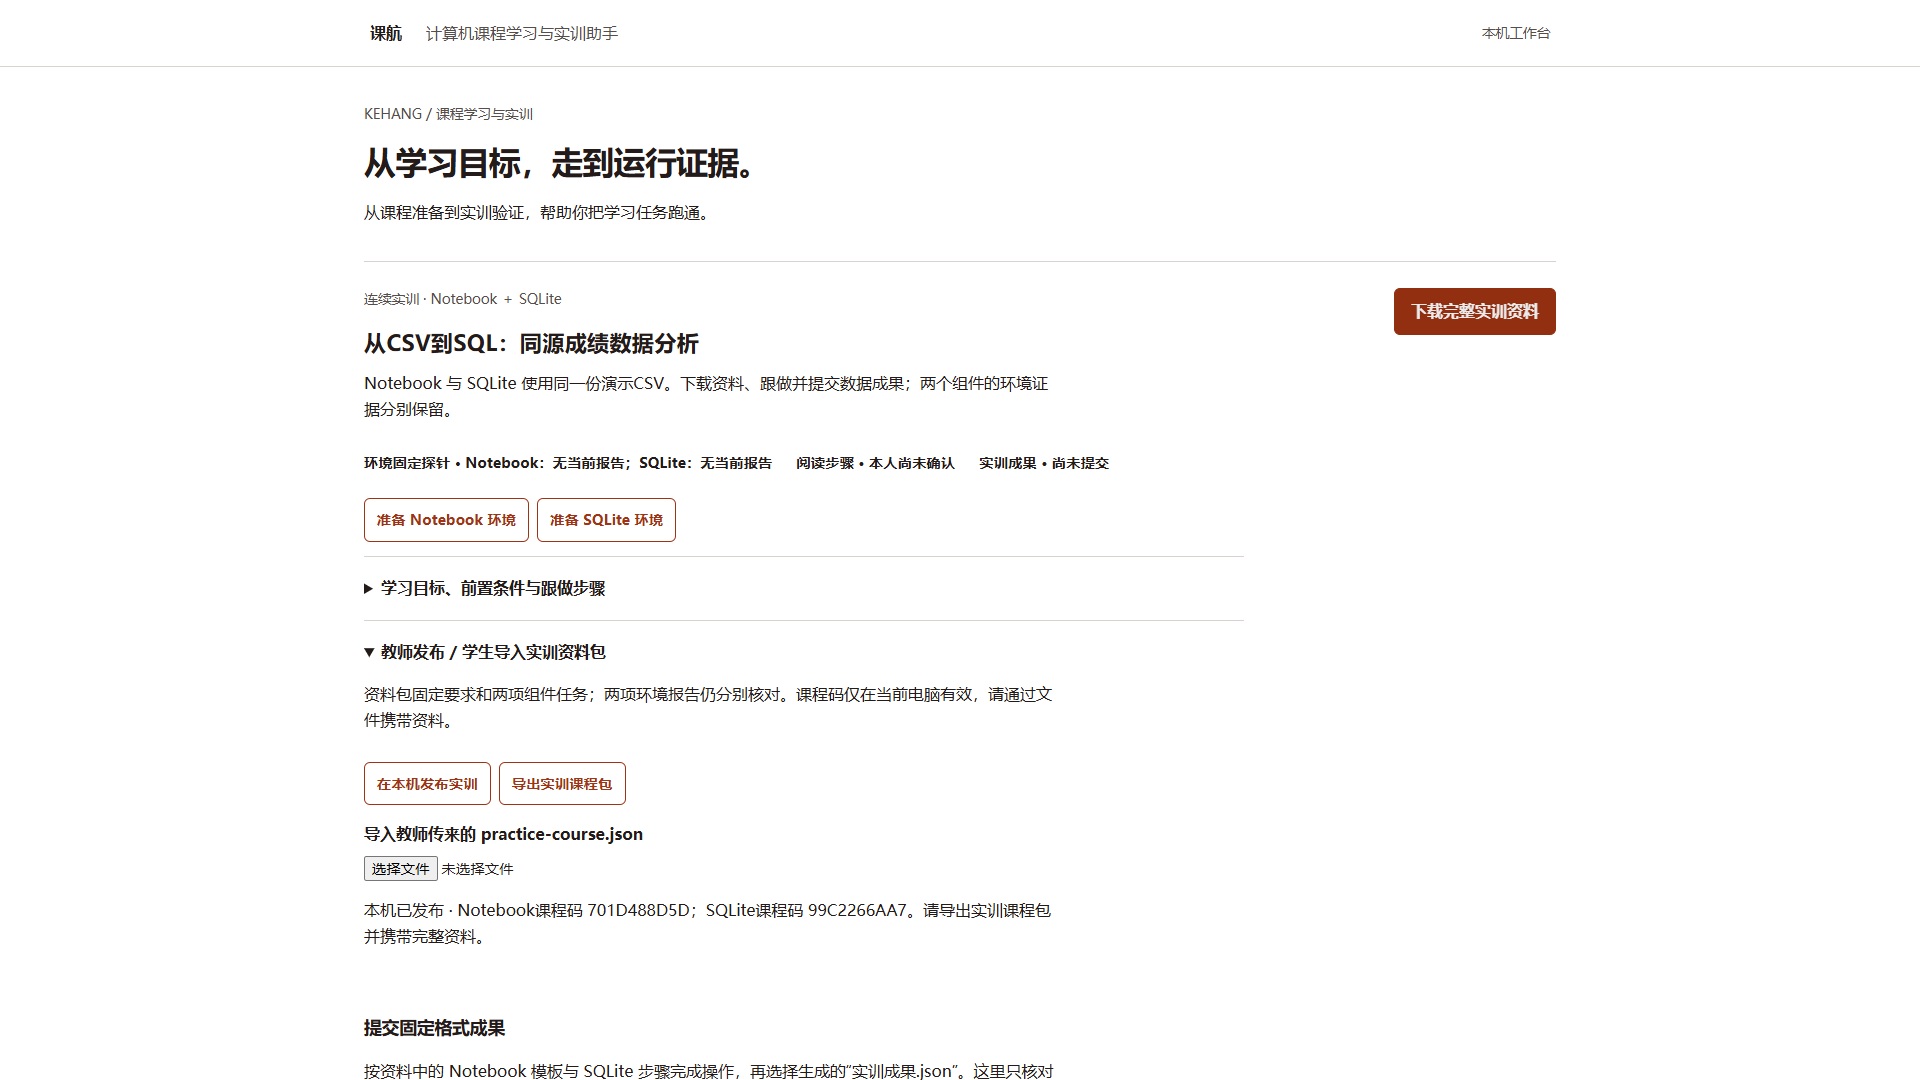 课航 计算机课程学习与实训助手 本机工作台
KEHANG / 课程学习与实训
从学习目标，走到运行证据。
从课程准备到实训验证，帮助你把学习任务跑通。
连续实训 · Notebook + SQLite
下载完整实训资料
从CSV到SQL：同源成绩数据分析
Notebook 与 SQLite 使用同一份演示CSV。下载资料、跟做并提交数据成果；两个组件的环境证
据分别保留。
环境固定探针 • Notebook：无当前报告；SQLite：无当前报告 阅读步骤 • 本人尚未确认 实训成果 • 尚未提交
准备 Notebook 环境 准备 SQLite 环境
▶ 学习目标、前置条件与跟做步骤
▼ 教师发布 / 学生导入实训资料包
资料包固定要求和两项组件任务；两项环境报告仍分别核对。课程码仅在当前电脑有效，请通过文
件携带资料。
在本机发布实训 导出实训课程包
导入教师传来的 practice-course.json
选择文件 未选择文件
本机已发布 · Notebook课程码 701D488D5D；SQLite课程码 99C2266AA7。请导出实训课程包
并携带完整资料。
提交固定格式成果
按资料中的 Notebook 模板与 SQLite 步骤完成操作，再选择生成的“实训成果.json”。这里只核对